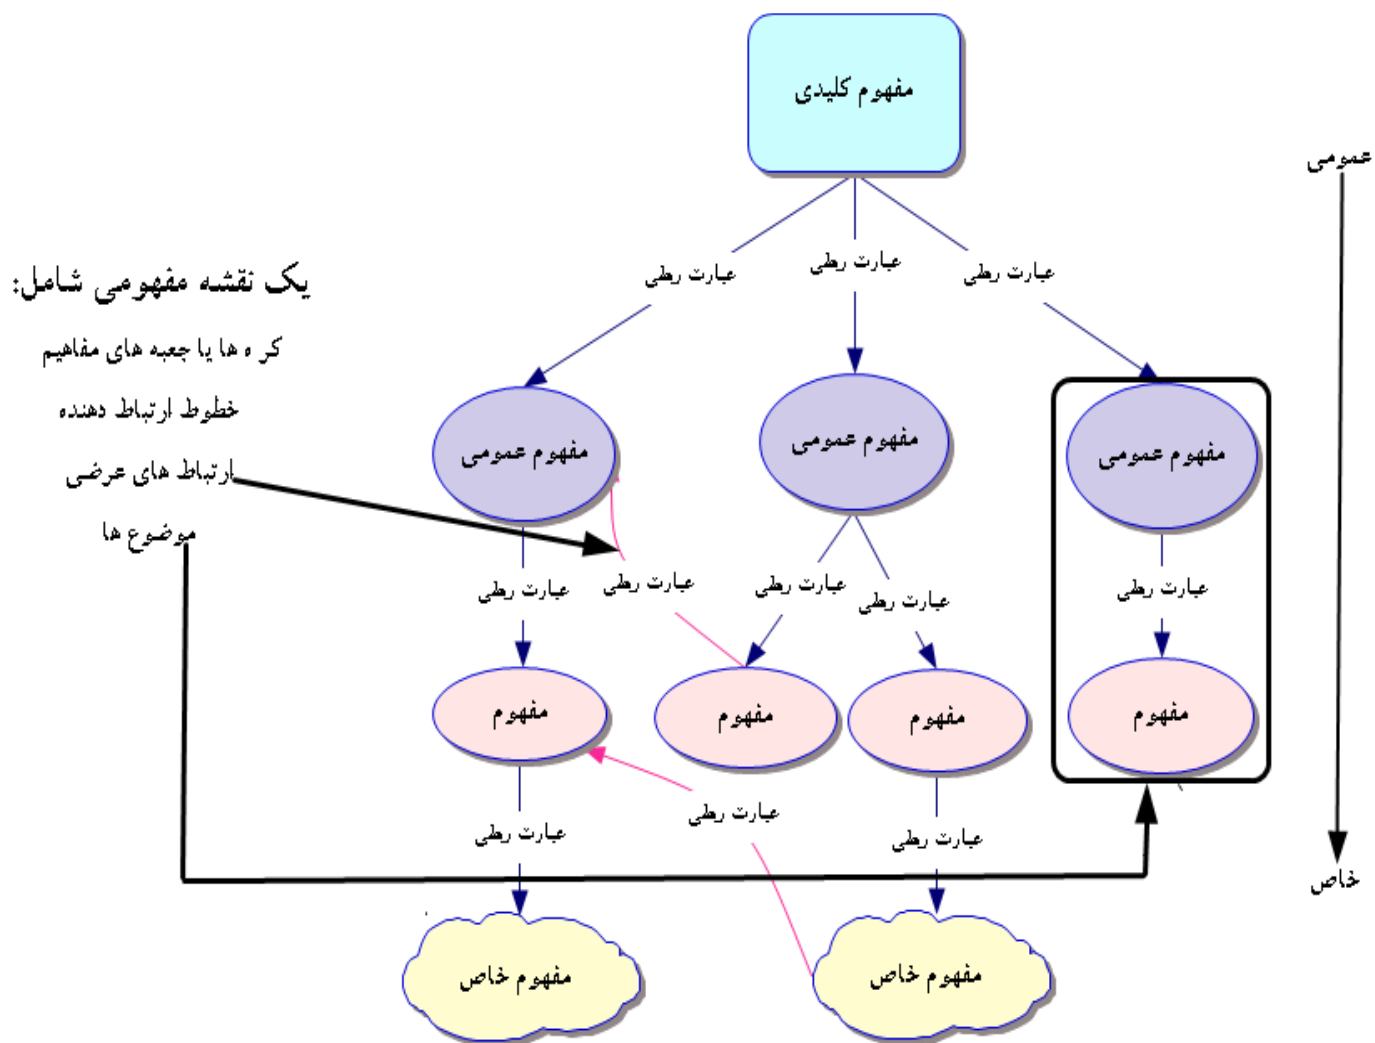 مفهوم کلیدی
عمومی
عبارت ربطی
عبارت ربطی
عبارت ربطی
یک نقشه مفهومی شامل:
کر ه ها یا جعبه های مفاهیم
خطوط ارتباط دهنده
ارتباط های عرضی
موضوع ها
مفهوم عمومی
مفهوم عمومی
مفهوم عمومی
عبارت ربطی
عبارت ربطی
عبارت ربطی
عبارت ربطی
عبارت ربطی
مفهوم
مفهوم
مفهوم
مفهوم
عبارت ربطی
عبارت ربطی
عبارت ربطی
خاص
مفهوم خاص
مفهوم خاص